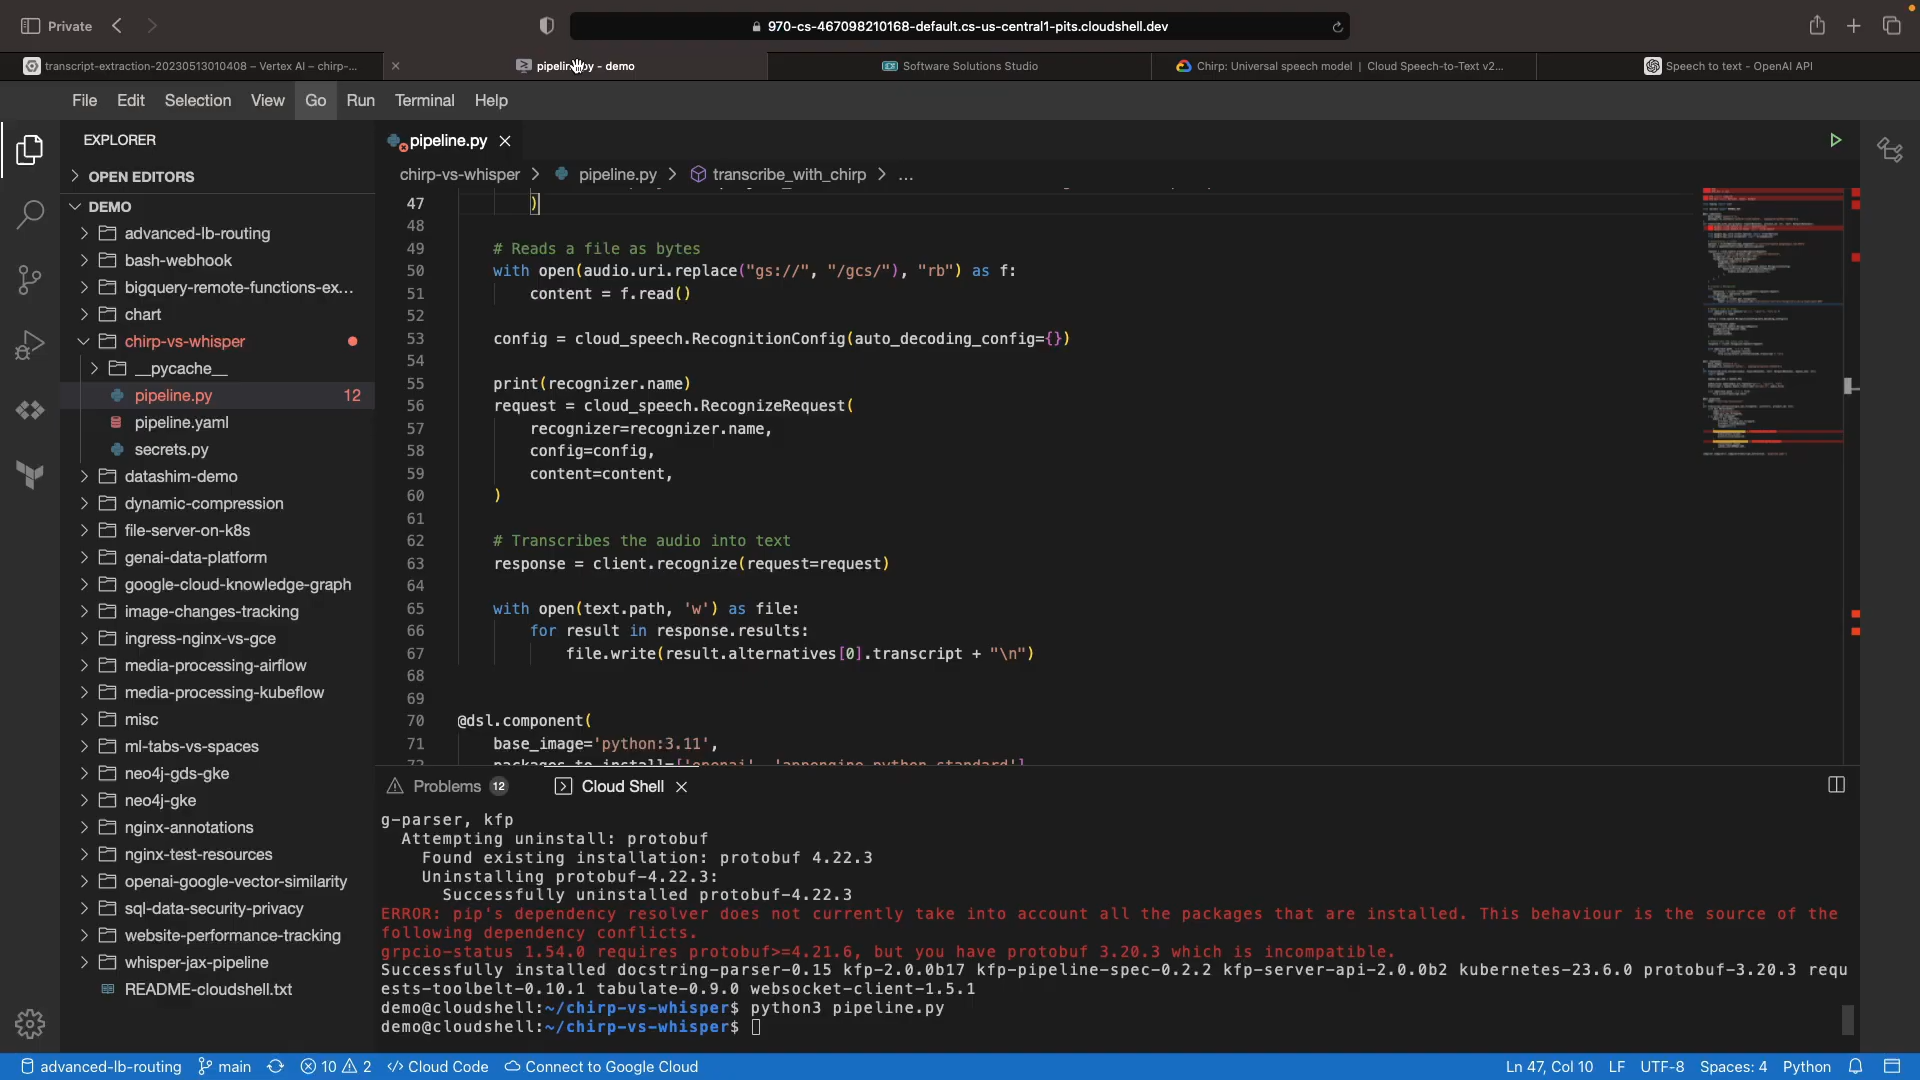 Private
970-cs-467098210168-default.cs-us-central1-pits.cloudshell.dev
transcript-extraction-20230513010408 – Vertex AI – chirp-...
- demo
Software Solutions Studio
Chirp: Universal speech model | Cloud Speech-to-Text v2...
Speech to text - OpenAI API
File Edit Selection View Go Run Terminal Help
EXPLORER
OPEN EDITORS
DEMO
advanced-lb-routing
bash-webhook
bigquery-remote-functions-ex...
chart
chirp-vs-whisper
__pycache__
pipeline.py 12
pipeline.yaml
secrets.py
datashim-demo
dynamic-compression
file-server-on-k8s
genai-data-platform
google-cloud-knowledge-graph
image-changes-tracking
ingress-nginx-vs-gce
media-processing-airflow
media-processing-kubeflow
misc
ml-tabs-vs-spaces
neo4j-gds-gke
neo4j-gke
nginx-annotations
nginx-test-resources
openai-google-vector-similarity
sql-data-security-privacy
website-performance-tracking
whisper-jax-pipeline
README-cloudshell.txt
pipeline.py
chirp-vs-whisper > pipeline.py > transcribe_with_chirp > ...
47 )
48
49 # Reads a file as bytes
50 with open(audio.uri.replace("gs://", "/gcs/"), "rb") as f:
51 content = f.read()
52
53 config = cloud_speech.RecognitionConfig(auto_decoding_config={})
54
55 print(recognizer.name)
56 request = cloud_speech.RecognizeRequest(
57 recognizer=recognizer.name,
58 config=config,
59 content=content,
60 )
61
62 # Transcribes the audio into text
63 response = client.recognize(request=request)
64
65 with open(text.path, 'w') as file:
66 for result in response.results:
67 file.write(result.alternatives[0].transcript + "\n")
68
69
70 @dsl.component(
71 base_image='python:3.11',
72 packages_to_install=['openai', 'appengine-python-standard']
Problems 12
Cloud Shell
g-parser, kfp
Attempting uninstall: protobuf
Found existing installation: protobuf 4.22.3
Uninstalling protobuf-4.22.3:
Successfully uninstalled protobuf-4.22.3
ERROR: pip's dependency resolver does not currently take into account all the packages that are installed. This behaviour is the source of the
following dependency conflicts.
grpcio-status 1.54.0 requires protobuf>=4.21.6, but you have protobuf 3.20.3 which is incompatible.
Successfully installed docstring-parser-0.15 kfp-2.0.0b17 kfp-pipeline-spec-0.2.2 kfp-server-api-2.0.0b2 kubernetes-23.6.0 protobuf-3.20.3 requ
ests-toolbelt-0.10.1 tabulate-0.9.0 websocket-client-1.5.1
demo@cloudshell:~/chirp-vs-whisper$ python3 pipeline.py
demo@cloudshell:~/chirp-vs-whisper$
advanced-lb-routing main 10 2 </> Cloud Code Connect to Google Cloud
Ln 47, Col 10 LF UTF-8 Spaces: 4 Python